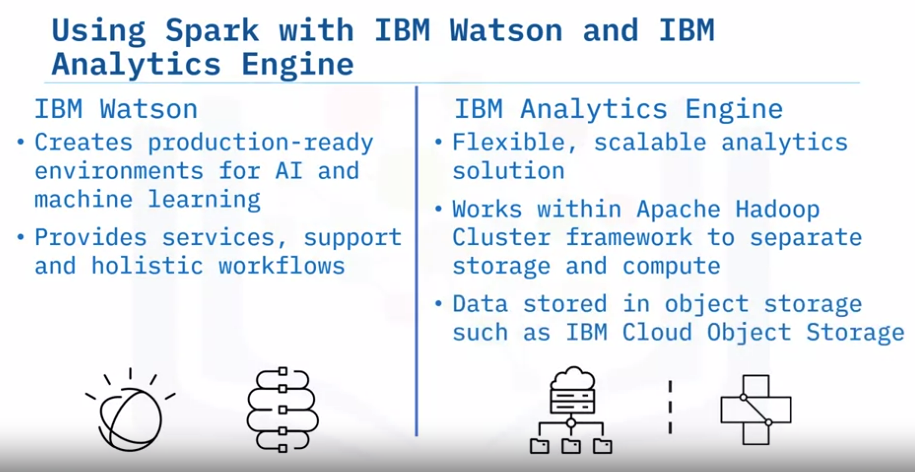 Using Spark with IBM Watson and IBM
Analytics Engine
IBM Watson
• Creates production-ready
environments for AI and
machine learning
• Provides services, support
and holistic workflows
IBM Analytics Engine
• Flexible, scalable analytics
solution
• Works within Apache Hadoop
Cluster framework to separate
storage and compute
• Data stored in object storage
such as IBM Cloud Object Storage